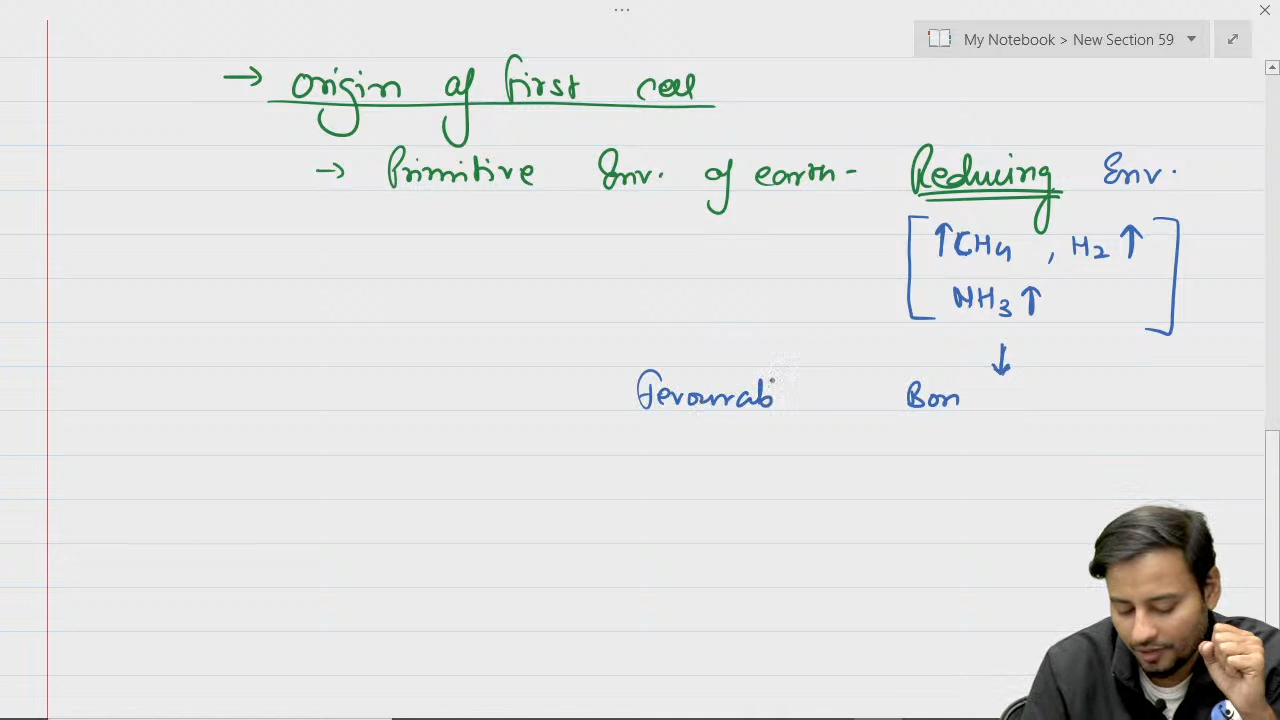 ...
My Notebook > New Section 59
→ origin of first cell
→ Primitive Env. of earth - Reducing Env.
[↑CH4, H2↑
NH3↑]
↓
Favourab Bon